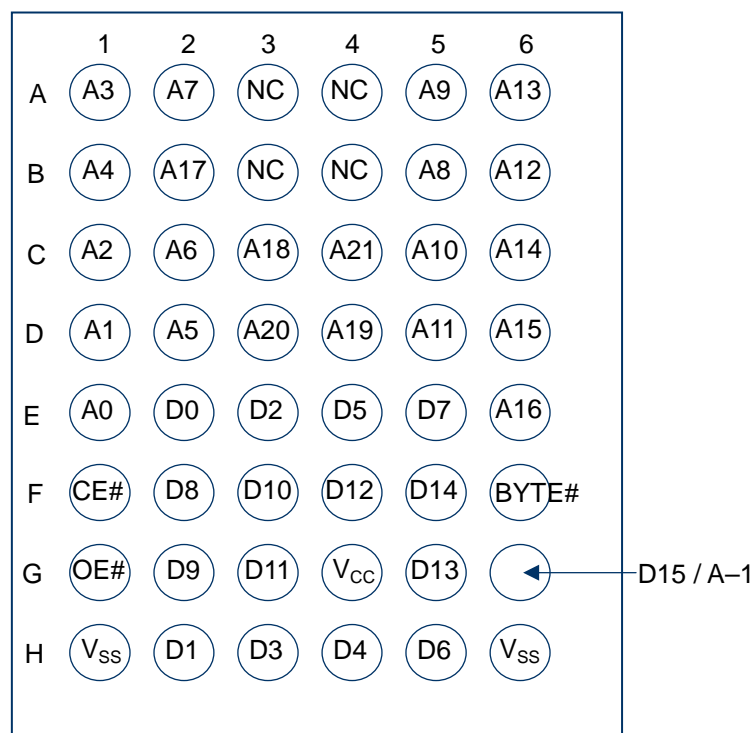 1 2 3 4 5 6
A A3 A7 NC NC A9 A13
B A4 A17 NC NC A8 A12
C A2 A6 A18 A21 A10 A14
D A1 A5 A20 A19 A11 A15
E A0 D0 D2 D5 D7 A16
F CE# D8 D10 D12 D14 BYTE#
G OE# D9 D11 VCC D13 D15 / A–1
H VSS D1 D3 D4 D6 VSS